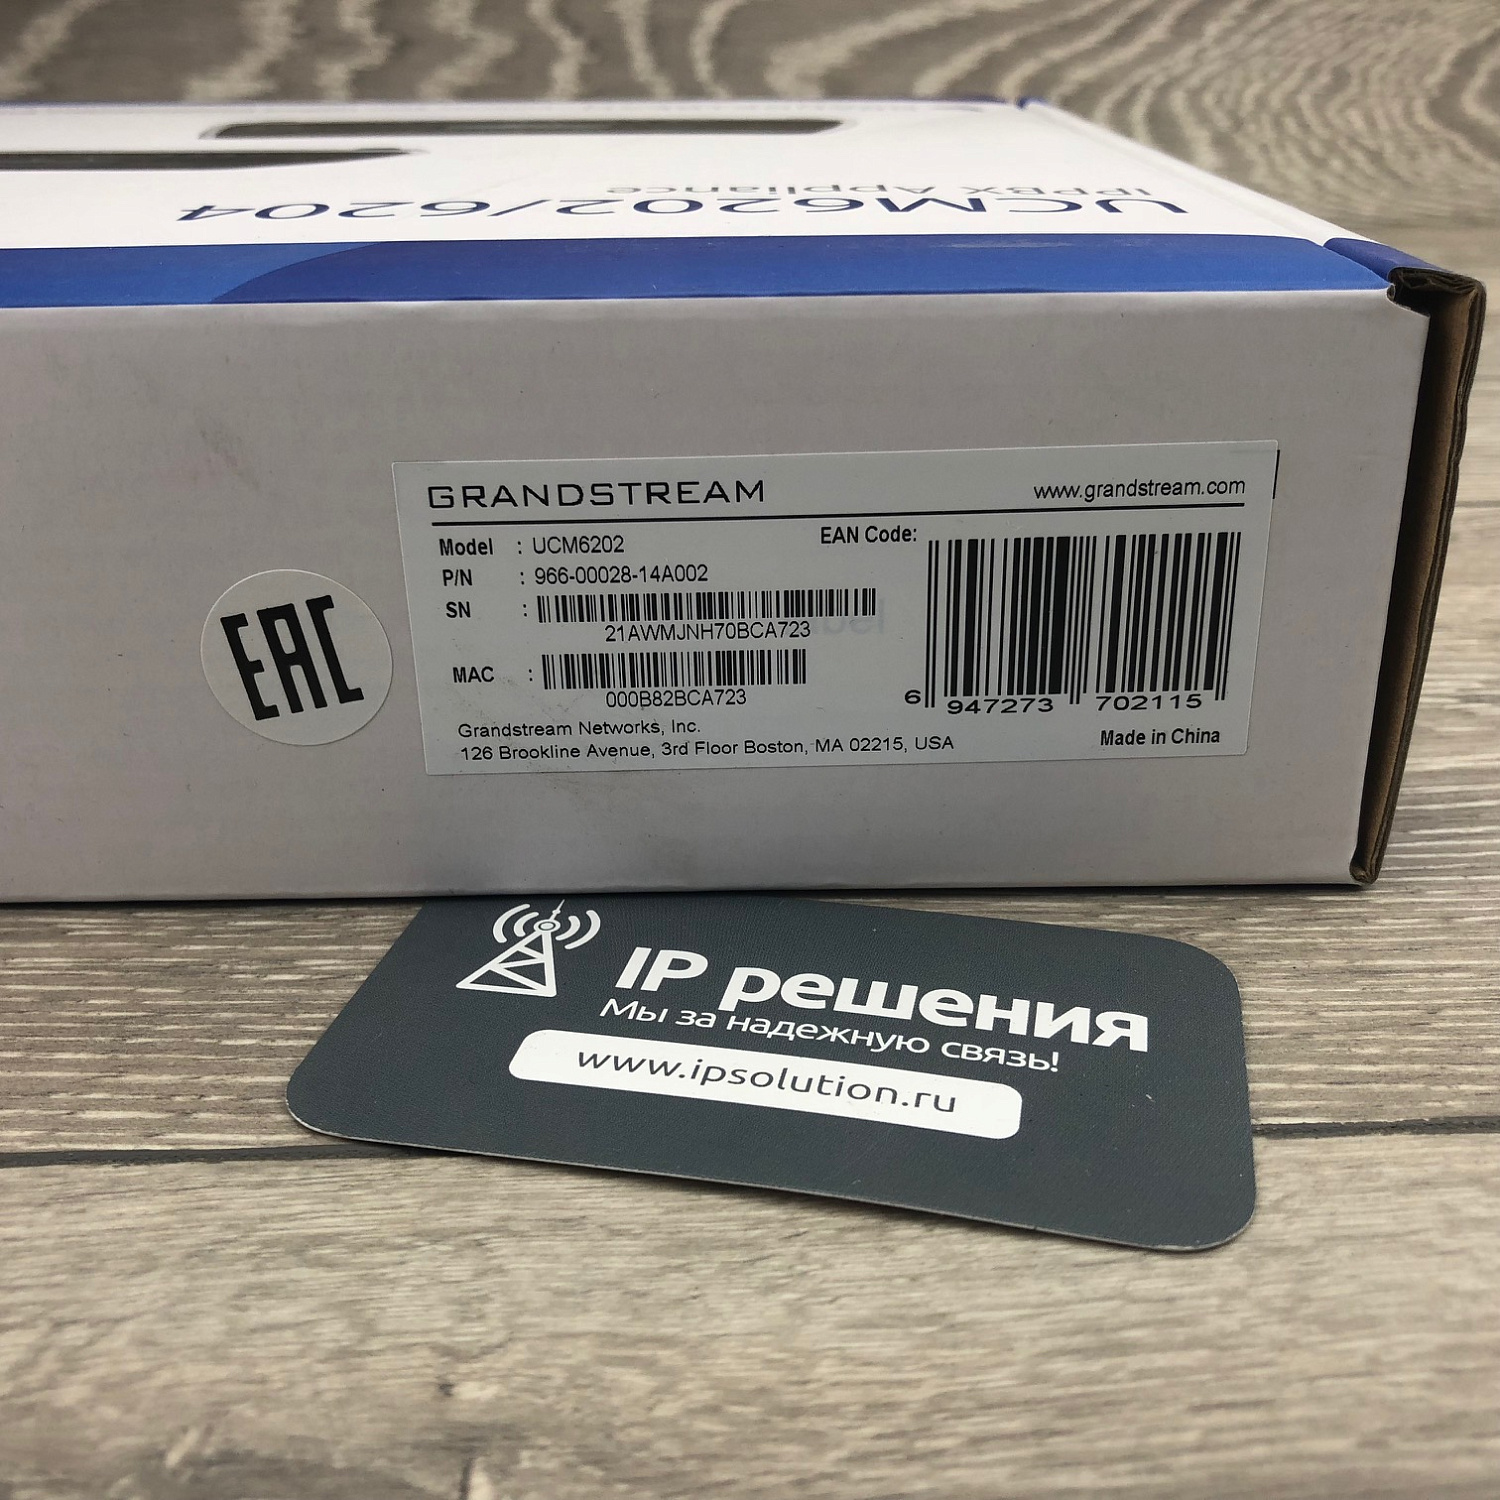 UCM6202/6204
IPPBX Appliance
GRANDSTREAM
www.grandstream.com
Model : UCM6202
EAN Code:
P/N : 966-00028-14A002
SN :
21AWMJNH70BCA723
MAC :
000B82BCA723
6 947273 702115
Grandstream Networks, Inc.
126 Brookline Avenue, 3rd Floor Boston, MA 02215, USA
Made in China
EAC
IP решения
Мы за надежную связь!
www.ipsolution.ru